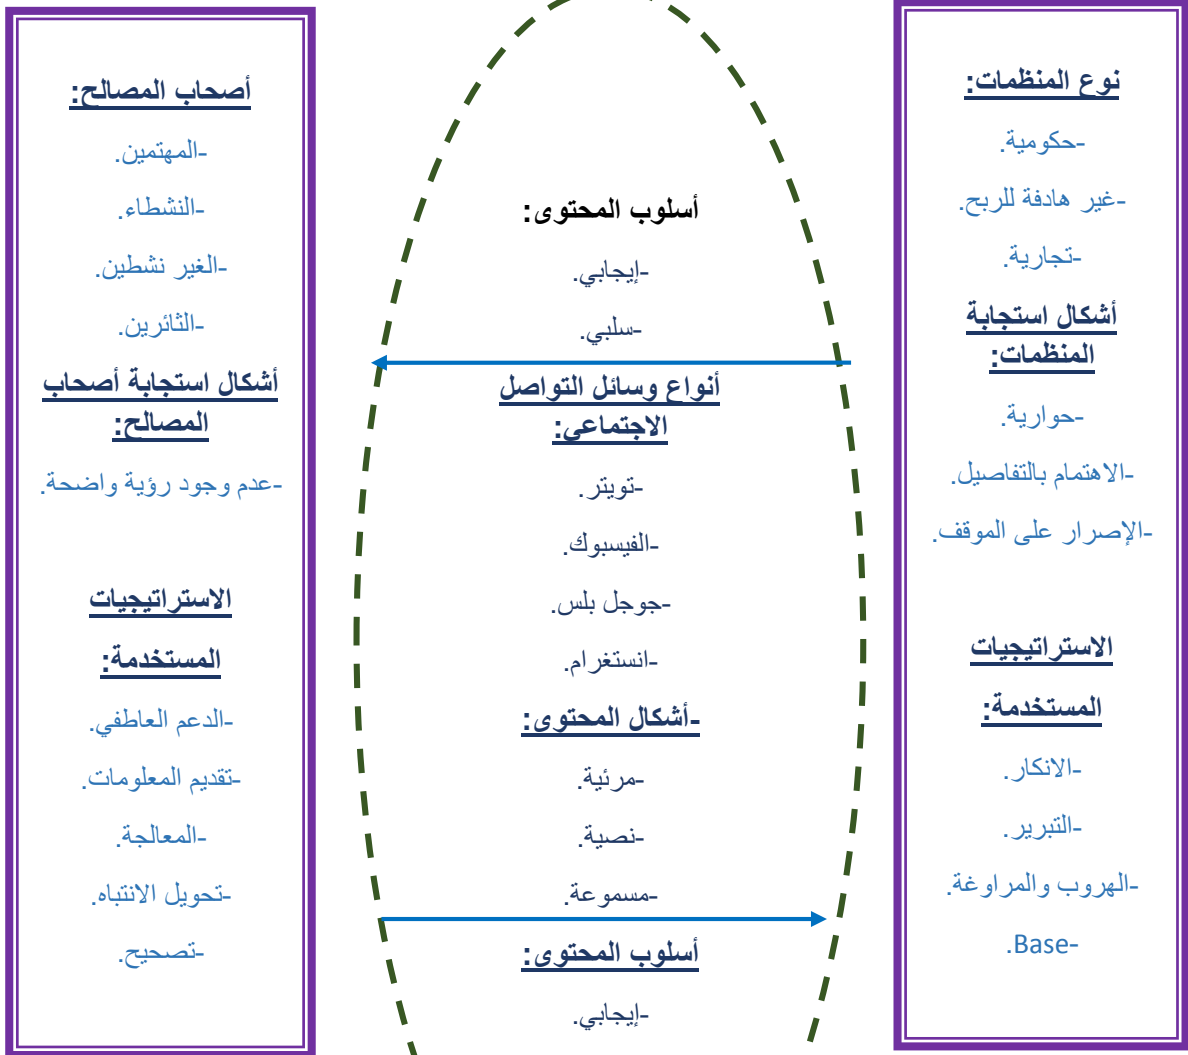 نوع المنظمات:
-حكومية.
-غير هادفة للربح.
-تجارية.
أشكال استجابة
المنظمات:
-حوارية.
-الاهتمام بالتفاصيل.
-الإصرار على الموقف.
الاستراتيجيات
المستخدمة:
-الانكار.
-التبرير.
-الهروب والمراوغة.
-Base.
أسلوب المحتوى:
-إيجابي.
-سلبي.
أنواع وسائل التواصل
الاجتماعي:
-تويتر.
-الفيسبوك.
-جوجل بلس.
-انستغرام.
-أشكال المحتوى:
-مرئية.
-نصية.
-مسموعة.
أسلوب المحتوى:
-إيجابي.
أصحاب المصالح:
-المهتمين.
-النشطاء.
-الغير نشطين.
-الثائرين.
أشكال استجابة أصحاب
المصالح:
-عدم وجود رؤية واضحة.
الاستراتيجيات
المستخدمة:
-الدعم العاطفي.
-تقديم المعلومات.
-المعالجة.
-تحويل الانتباه.
-تصحيح.